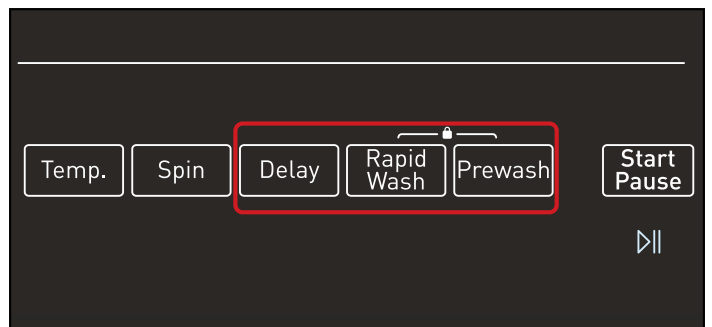 Temp.
Spin
Delay
Rapid
Wash
Prewash
Start
Pause